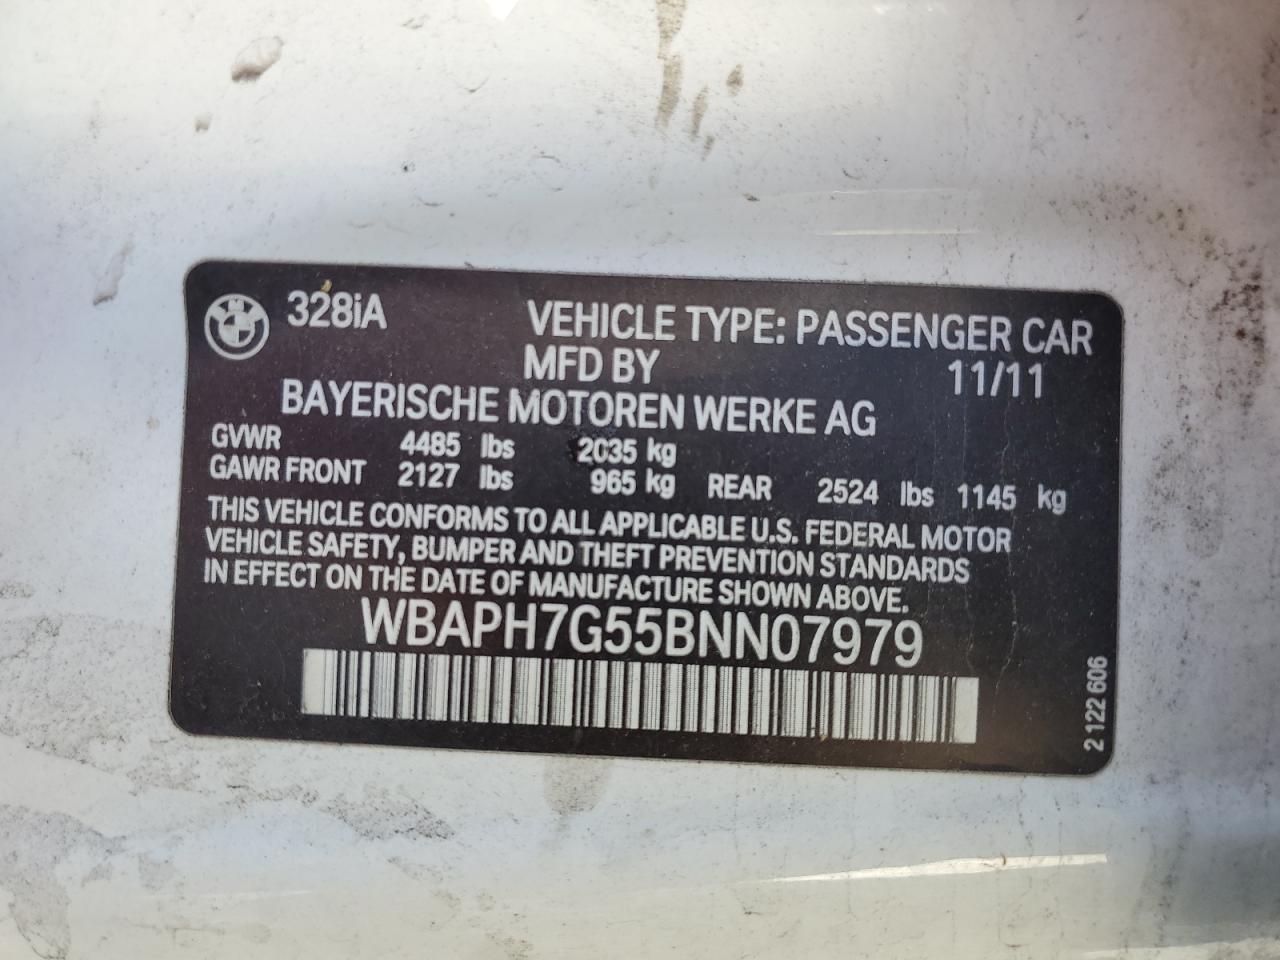 328iA VEHICLE TYPE: PASSENGER CAR
MFD BY 11/11
BAYERISCHE MOTOREN WERKE AG
GVWR 4485 lbs 2035 kg
GAWR FRONT 2127 lbs 965 kg REAR 2524 lbs 1145 kg
THIS VEHICLE CONFORMS TO ALL APPLICABLE U.S. FEDERAL MOTOR
VEHICLE SAFETY, BUMPER AND THEFT PREVENTION STANDARDS
IN EFFECT ON THE DATE OF MANUFACTURE SHOWN ABOVE.
WBAPH7G55BNN07979
2 122 606